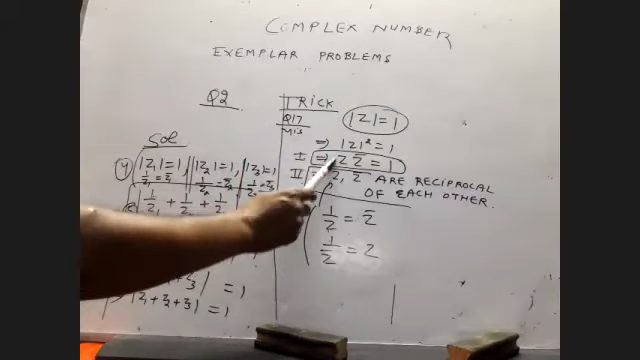 COMPLEX NUMBER
EXEMPLAR PROBLEMS
Q2
Sol
|z₁| = 1, |z₂| = 1, |z₃| = 1
1/z₁ = z̄₁ 1/z₂ = z̄₂ 1/z₃ = z̄₃
|1/z₁ + 1/z₂ + 1/z
= 1
|z₁ + z₂ + z₃| = 1
TRICK
Q17
MIS
|z| = 1
⇒ |z|² = 1
I ⇒ z z̄ = 1
II z, z̄ ARE RECIPROCAL
OF EACH OTHER.
1/z = z̄
1/z̄ = z